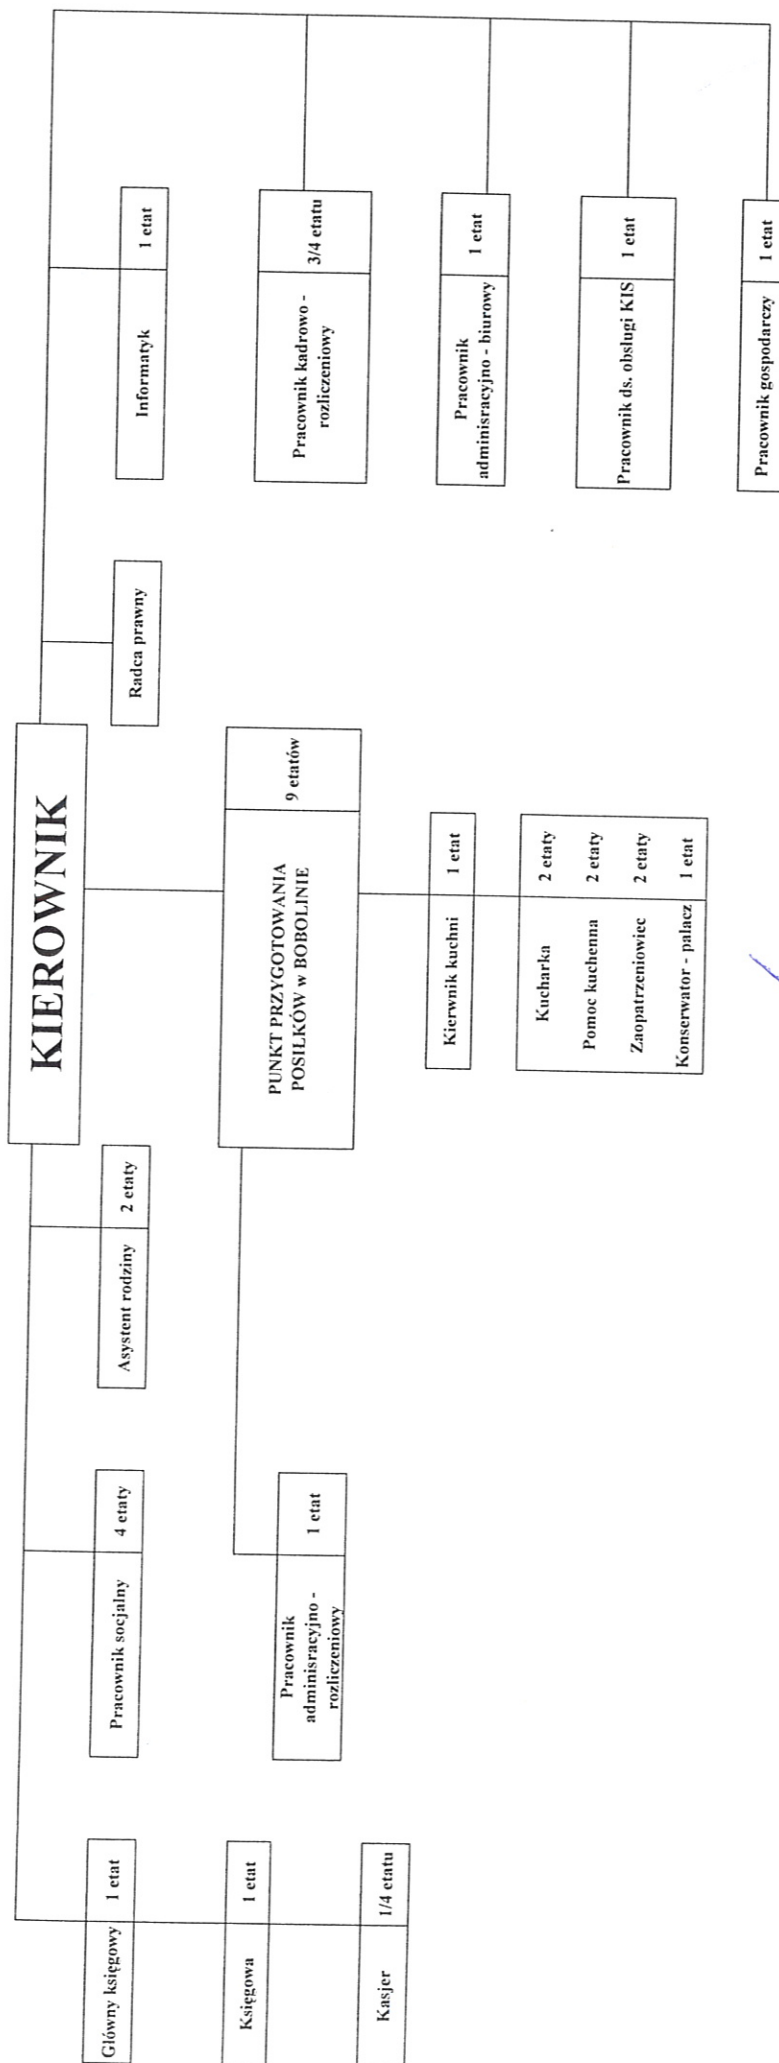 KIEROWNIK
Główny księgowy 1 etat
Księgowa 1 etat
Kasjer 1/4 etatu
Pracownik socjalny 4 etaty
Asystent rodziny 2 etaty
Radca prawny
Informatyk 1 etat
PUNKT PRZYGOTOWANIA
POSIŁKÓW w BOBOLINIE
9 etatów
Pracownik
adminisracyjno -
rozliczeniowy
1 etat
Kierwnik kuchni 1 etat
Kucharka 2 etaty
Pomoc kuchenna 2 etaty
Zaopatrzeniowiec 2 etaty
Konserwator - palacz 1 etat
Pracownik kadrowo -
rozliczeniowy
3/4 etatu
Pracownik
adminisracyjno - biurowy
1 etat
Pracownik ds. obsługi KIS 1 etat
Pracownik gospodarczy 1 etat